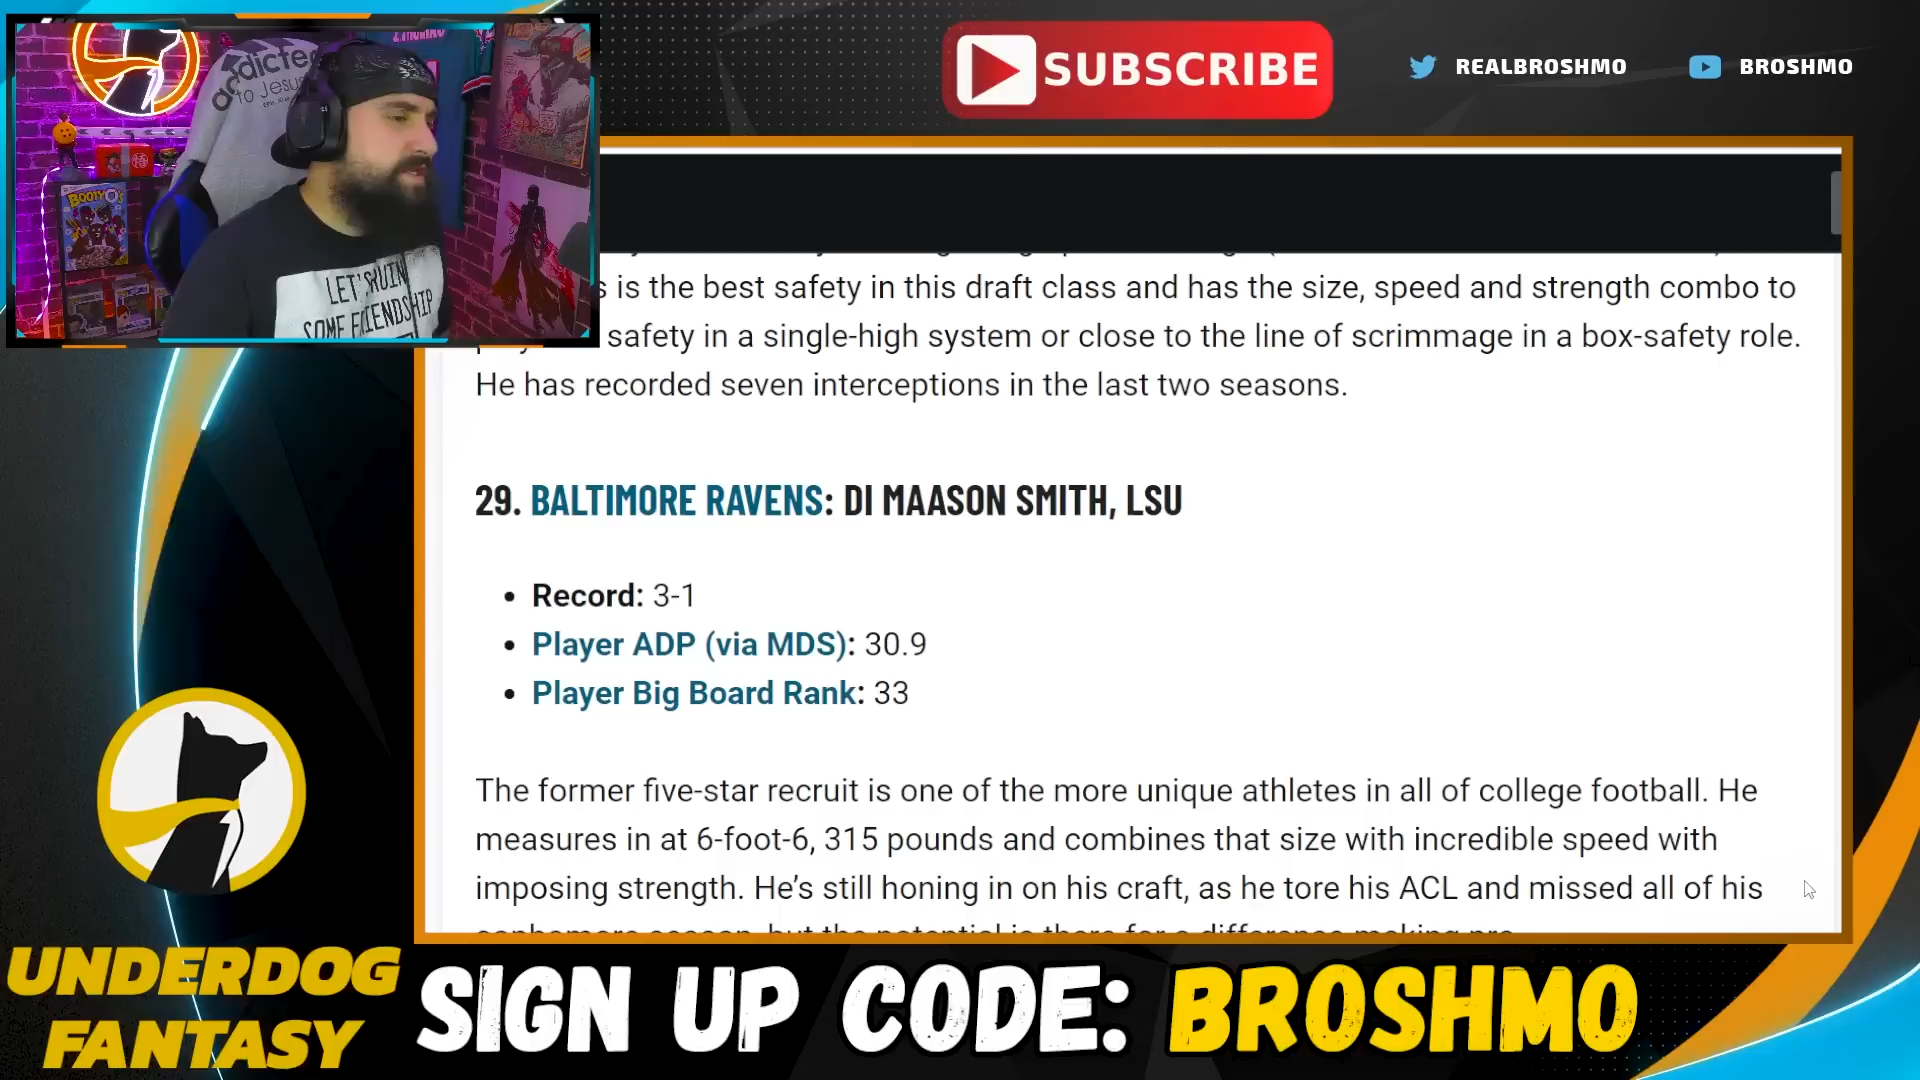 addicted
to Jesus
BOOTY O's
LET'S RUIN
SOME FRIENDSHIP
SUBSCRIBE
REALBROSHMO
BROSHMO
s is the best safety in this draft class and has the size, speed and strength combo to
safety in a single-high system or close to the line of scrimmage in a box-safety role.
He has recorded seven interceptions in the last two seasons.
29. BALTIMORE RAVENS: DI MAASON SMITH, LSU
• Record: 3-1
• Player ADP (via MDS): 30.9
• Player Big Board Rank: 33
The former five-star recruit is one of the more unique athletes in all of college football. He
measures in at 6-foot-6, 315 pounds and combines that size with incredible speed with
imposing strength. He's still honing in on his craft, as he tore his ACL and missed all of his
UNDERDOG
FANTASY
SIGN UP CODE: BROSHMO